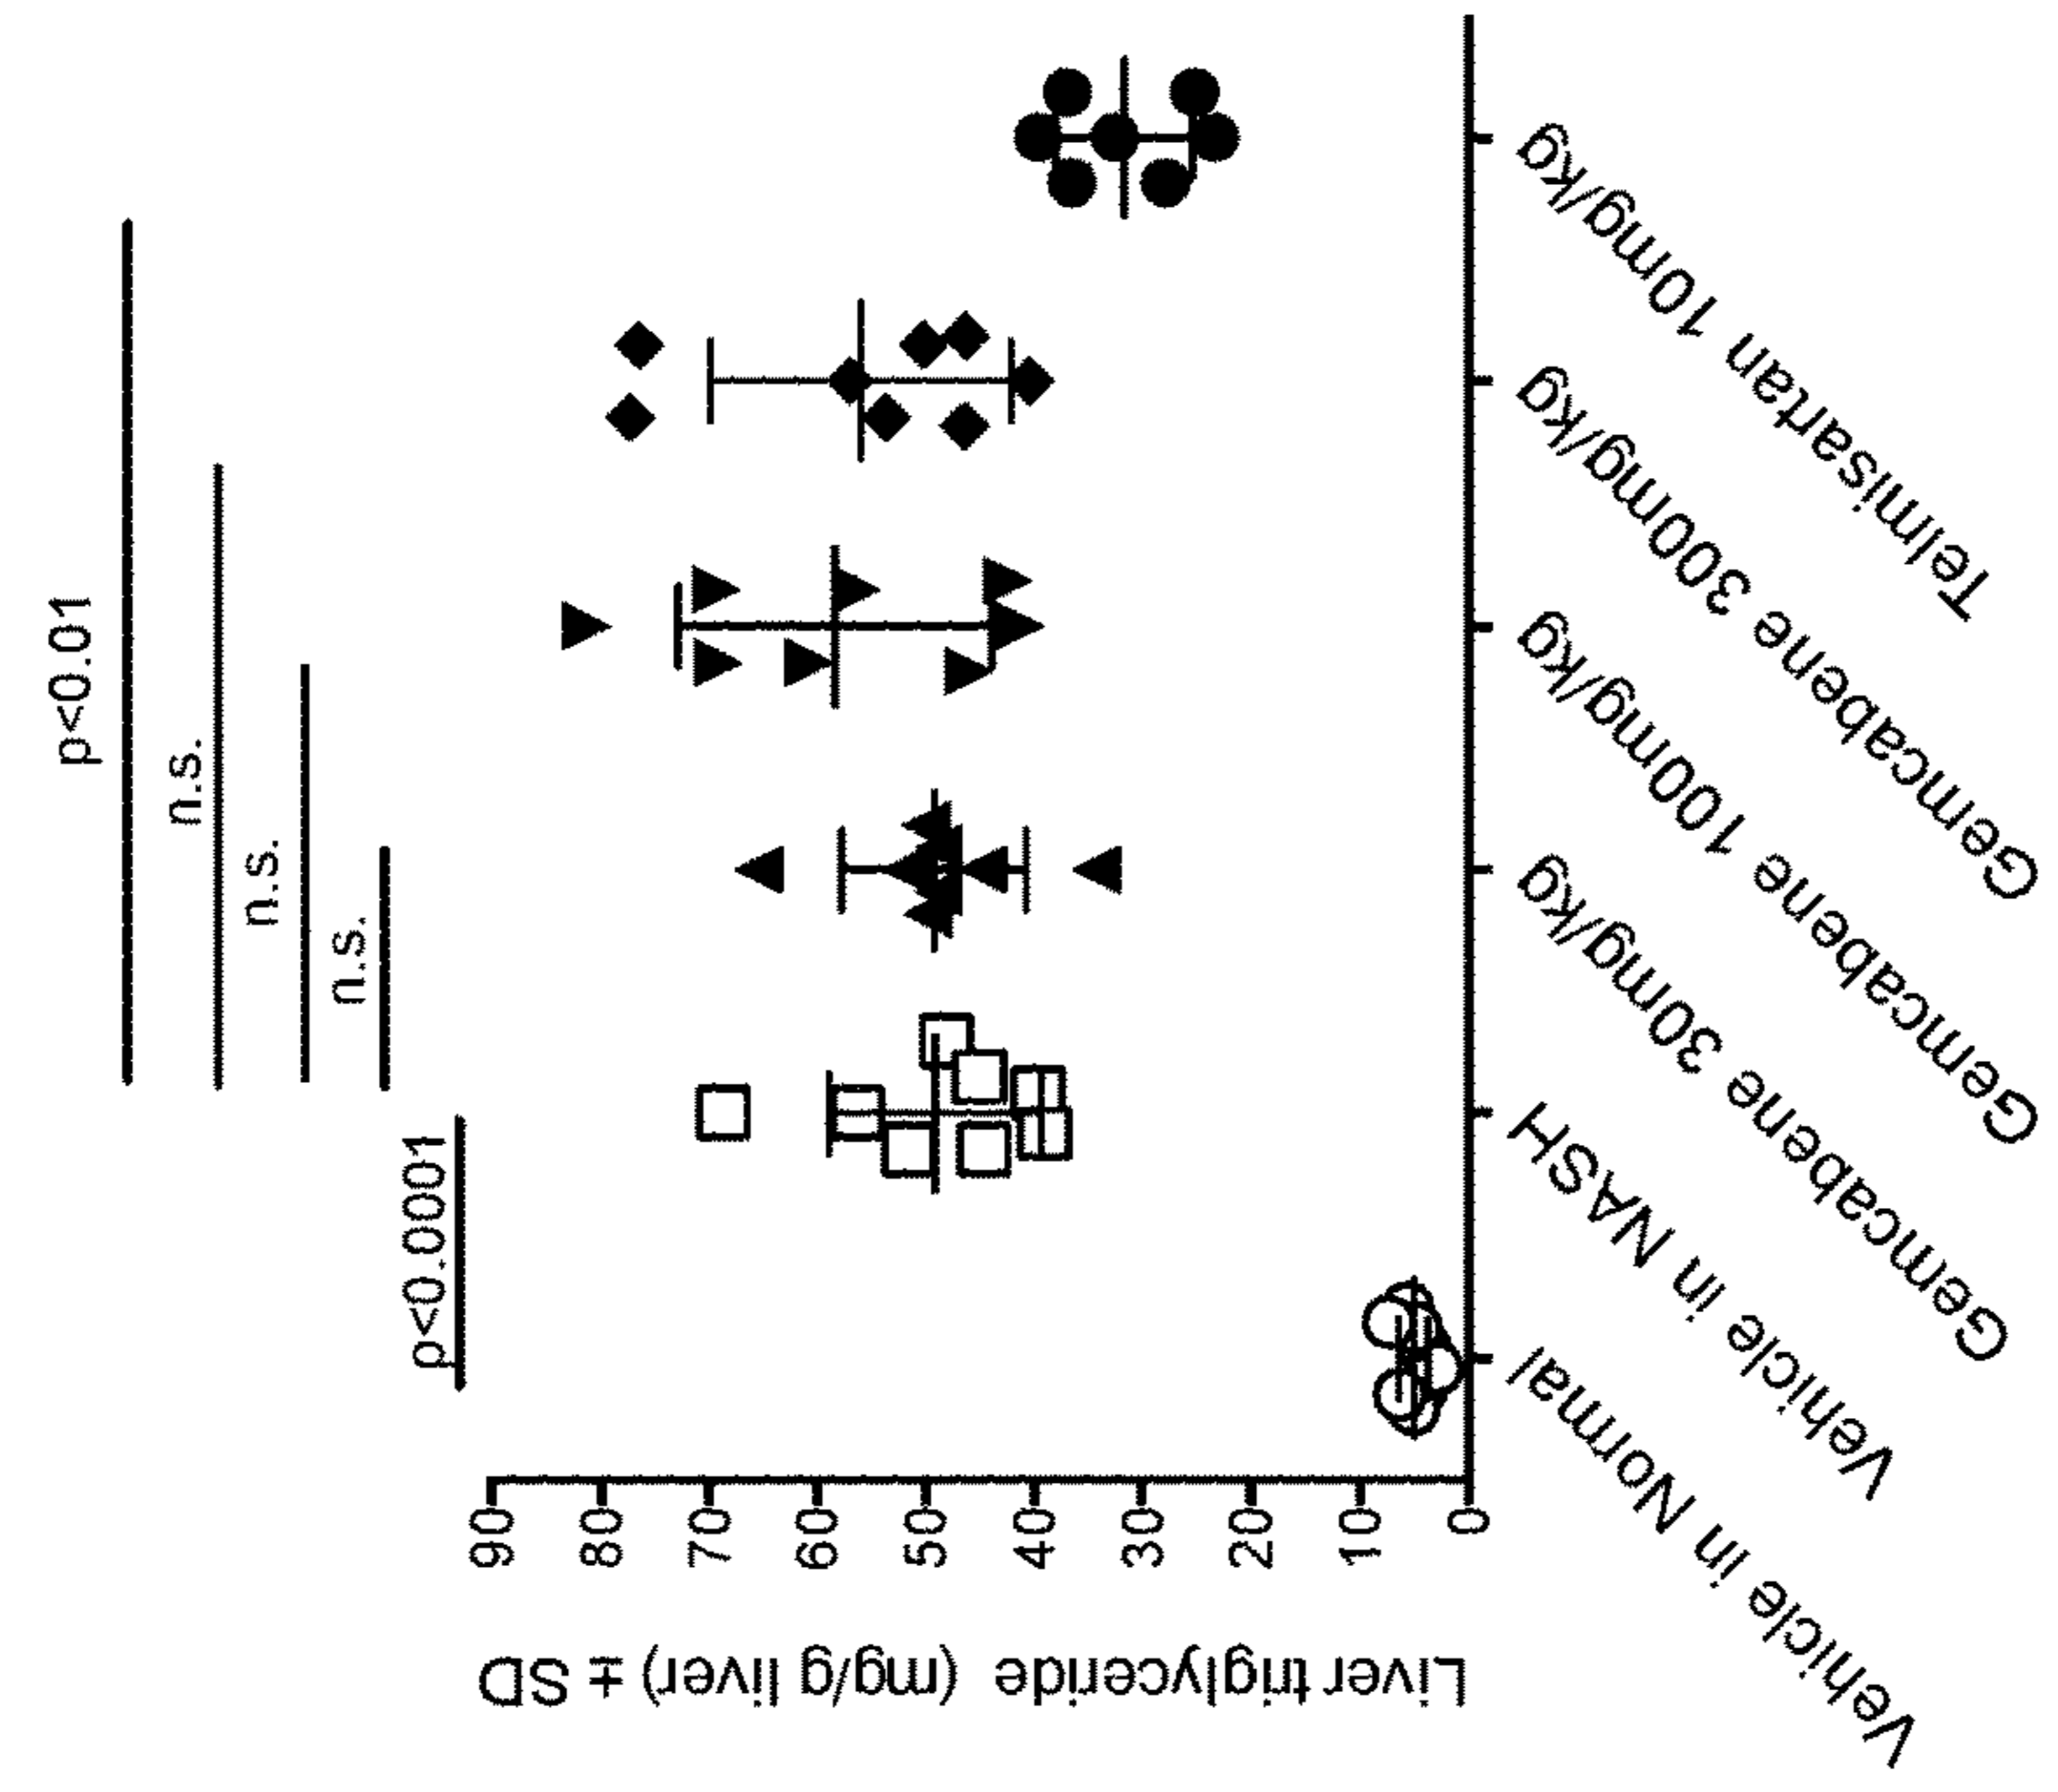 p<0.01
n.s.
n.s.
n.s.
p<0.0001
Liver triglyceride (mg/g liver) ± SD
90
80
70
60
50
40
30
20
10
0
Vehicle in Normal
Vehicle in NASH
Gemcabene 30mg/kg
Gemcabene 100mg/kg
Gemcabene 300mg/kg
Telmisartan 10mg/kg